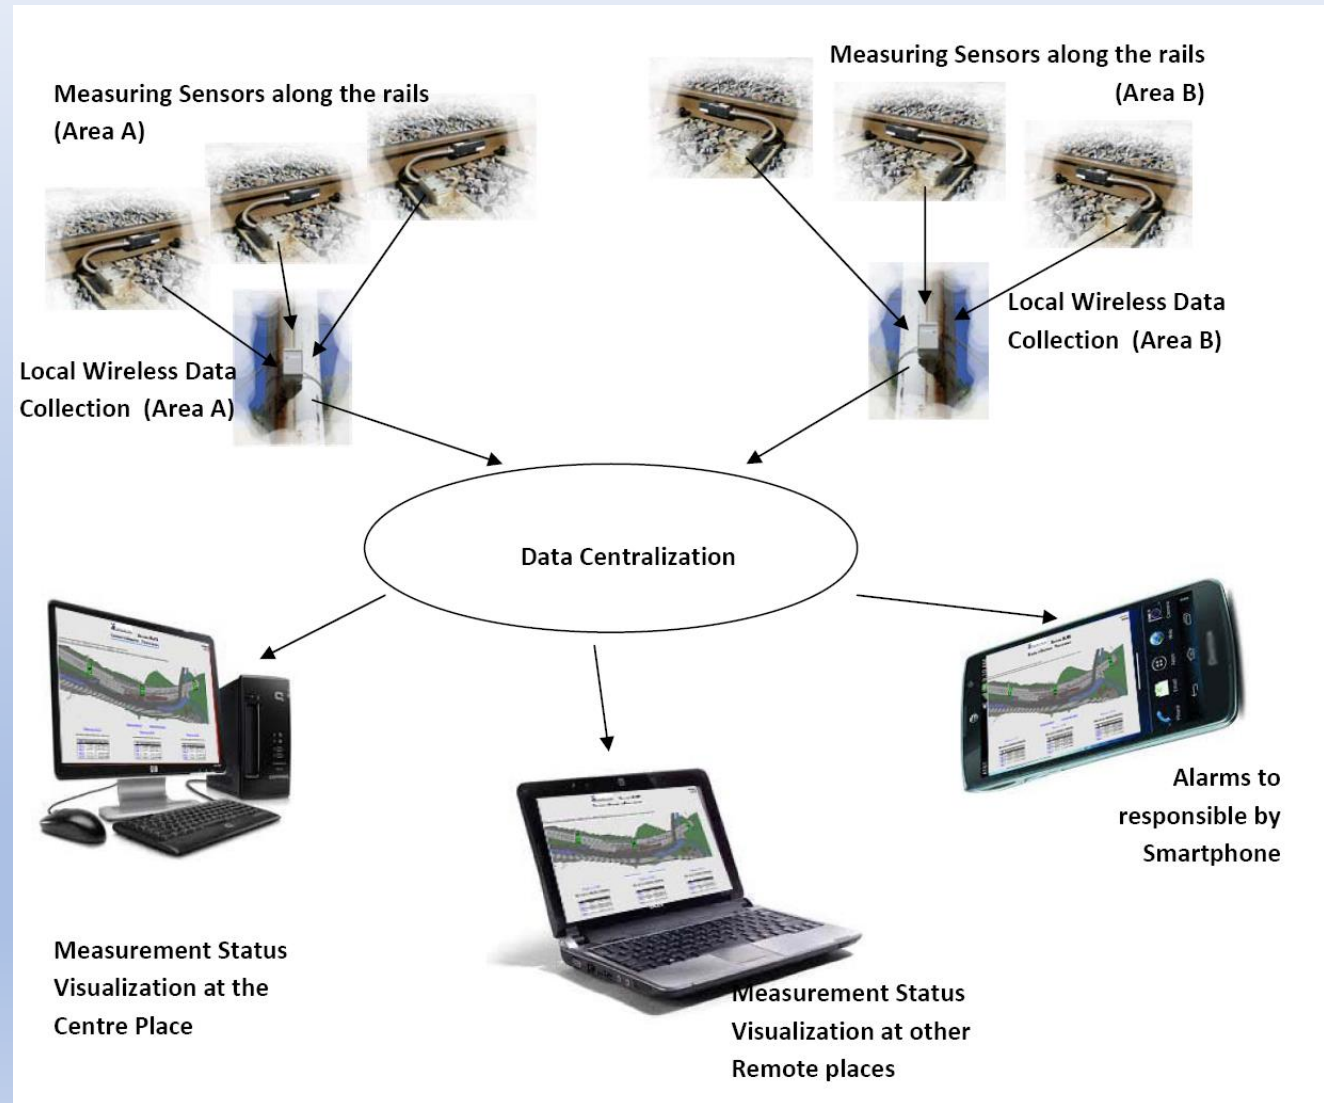 Measuring Sensors along the rails
(Area A)
Measuring Sensors along the rails
(Area B)
Local Wireless Data
Collection (Area A)
Local Wireless Data
Collection (Area B)
Data Centralization
Alarms to
responsible by
Smartphone
Measurement Status
Visualization at the
Centre Place
Measurement Status
Visualization at other
Remote places